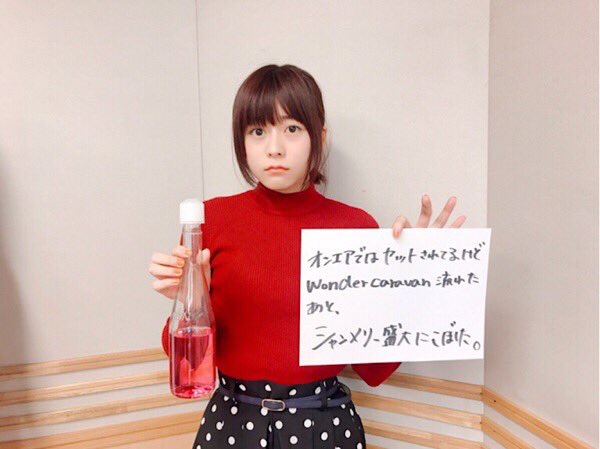 オンエアではカットされてるけど
Wonder caravan 流れた
あと、
シャンメリー盛大にこぼした。